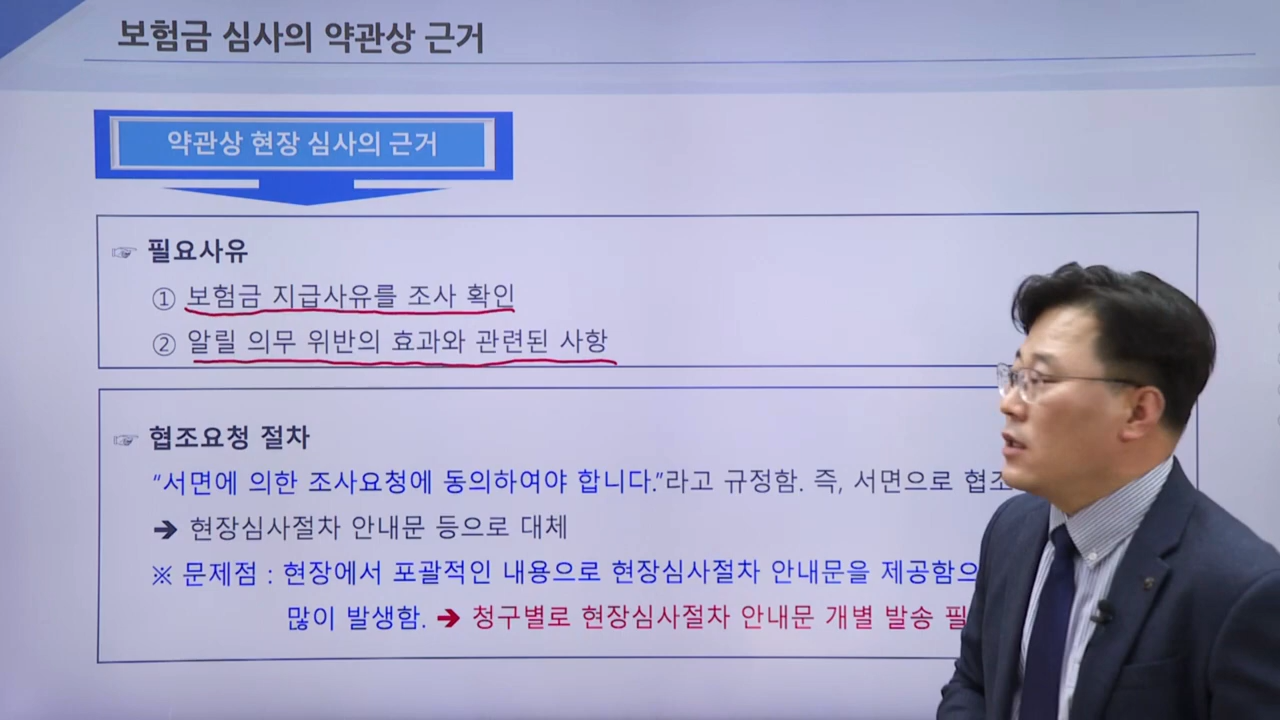 보험금 심사의 약관상 근거
약관상 현장 심사의 근거
☞ 필요사유
① 보험금 지급사유를 조사 확인
② 알릴 의무 위반의 효과와 관련된 사항
☞ 협조요청 절차
“서면에 의한 조사요청에 동의하여야 합니다.”라고 규정함. 즉, 서면으로
➔ 현장심사절차 안내문 등으로 대체
※ 문제점 : 현장에서 포괄적인 내용으로 현장심사절차 안내문을
많이 발생함. ➔ 청구별로 현장심사절차 안내문 개별 발송